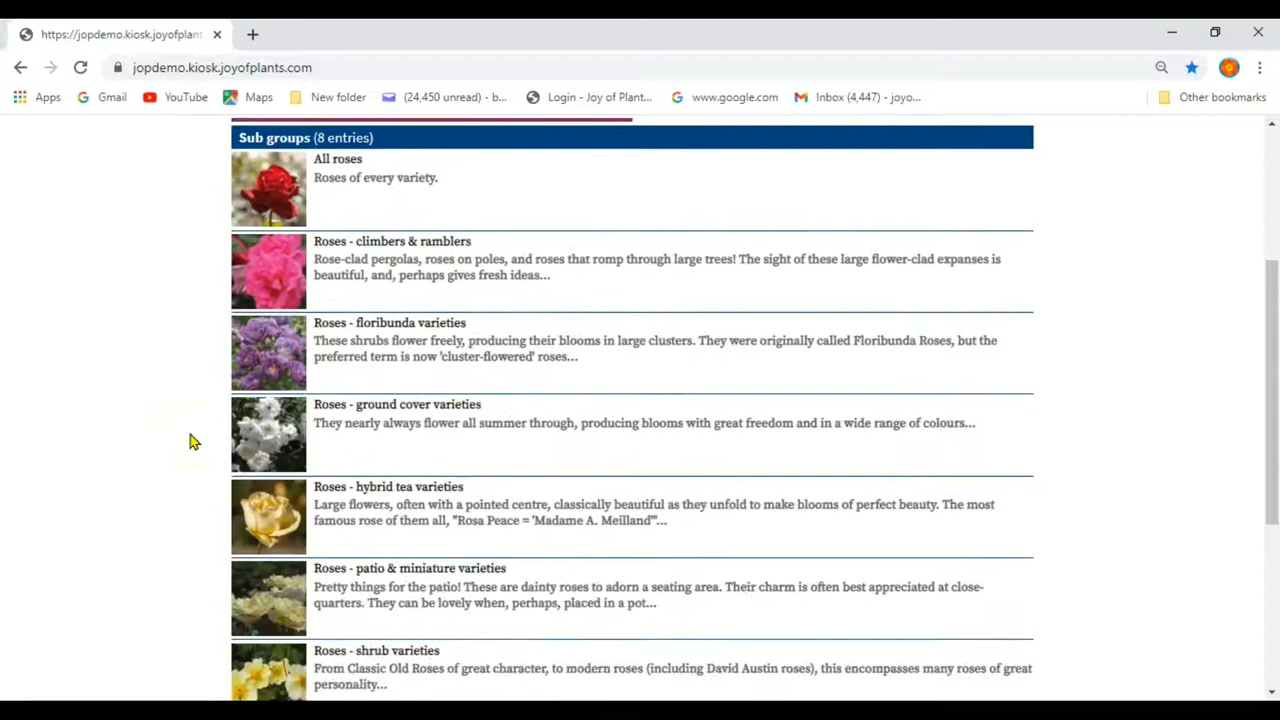 https://jopdemo.kiosk.joyofplan
jopdemo.kiosk.joyofplants.com
Apps Gmail YouTube Maps New folder (24,450 unread) - b... Login - Joy of Plant... www.google.com Inbox (4,447) - joyo... Other bookmarks
Sub groups (8 entries)
All roses
Roses of every variety.
Roses - climbers & ramblers
Rose-clad pergolas, roses on poles, and roses that romp through large trees! The sight of these large flower-clad expanses is
beautiful, and, perhaps gives fresh ideas...
Roses - floribunda varieties
These shrubs flower freely, producing their blooms in large clusters. They were originally called Floribunda Roses, but the
preferred term is now 'cluster-flowered' roses...
Roses - ground cover varieties
They nearly always flower all summer through, producing blooms with great freedom and in a wide range of colours...
Roses - hybrid tea varieties
Large flowers, often with a pointed centre, classically beautiful as they unfold to make blooms of perfect beauty. The most
famous rose of them all, "Rosa Peace = 'Madame A. Meilland'"...
Roses - patio & miniature varieties
Pretty things for the patio! These are dainty roses to adorn a seating area. Their charm is often best appreciated at close-
quarters. They can be lovely when, perhaps, placed in a pot...
Roses - shrub varieties
From Classic Old Roses of great character, to modern roses (including David Austin roses), this encompasses many roses of great
personality...